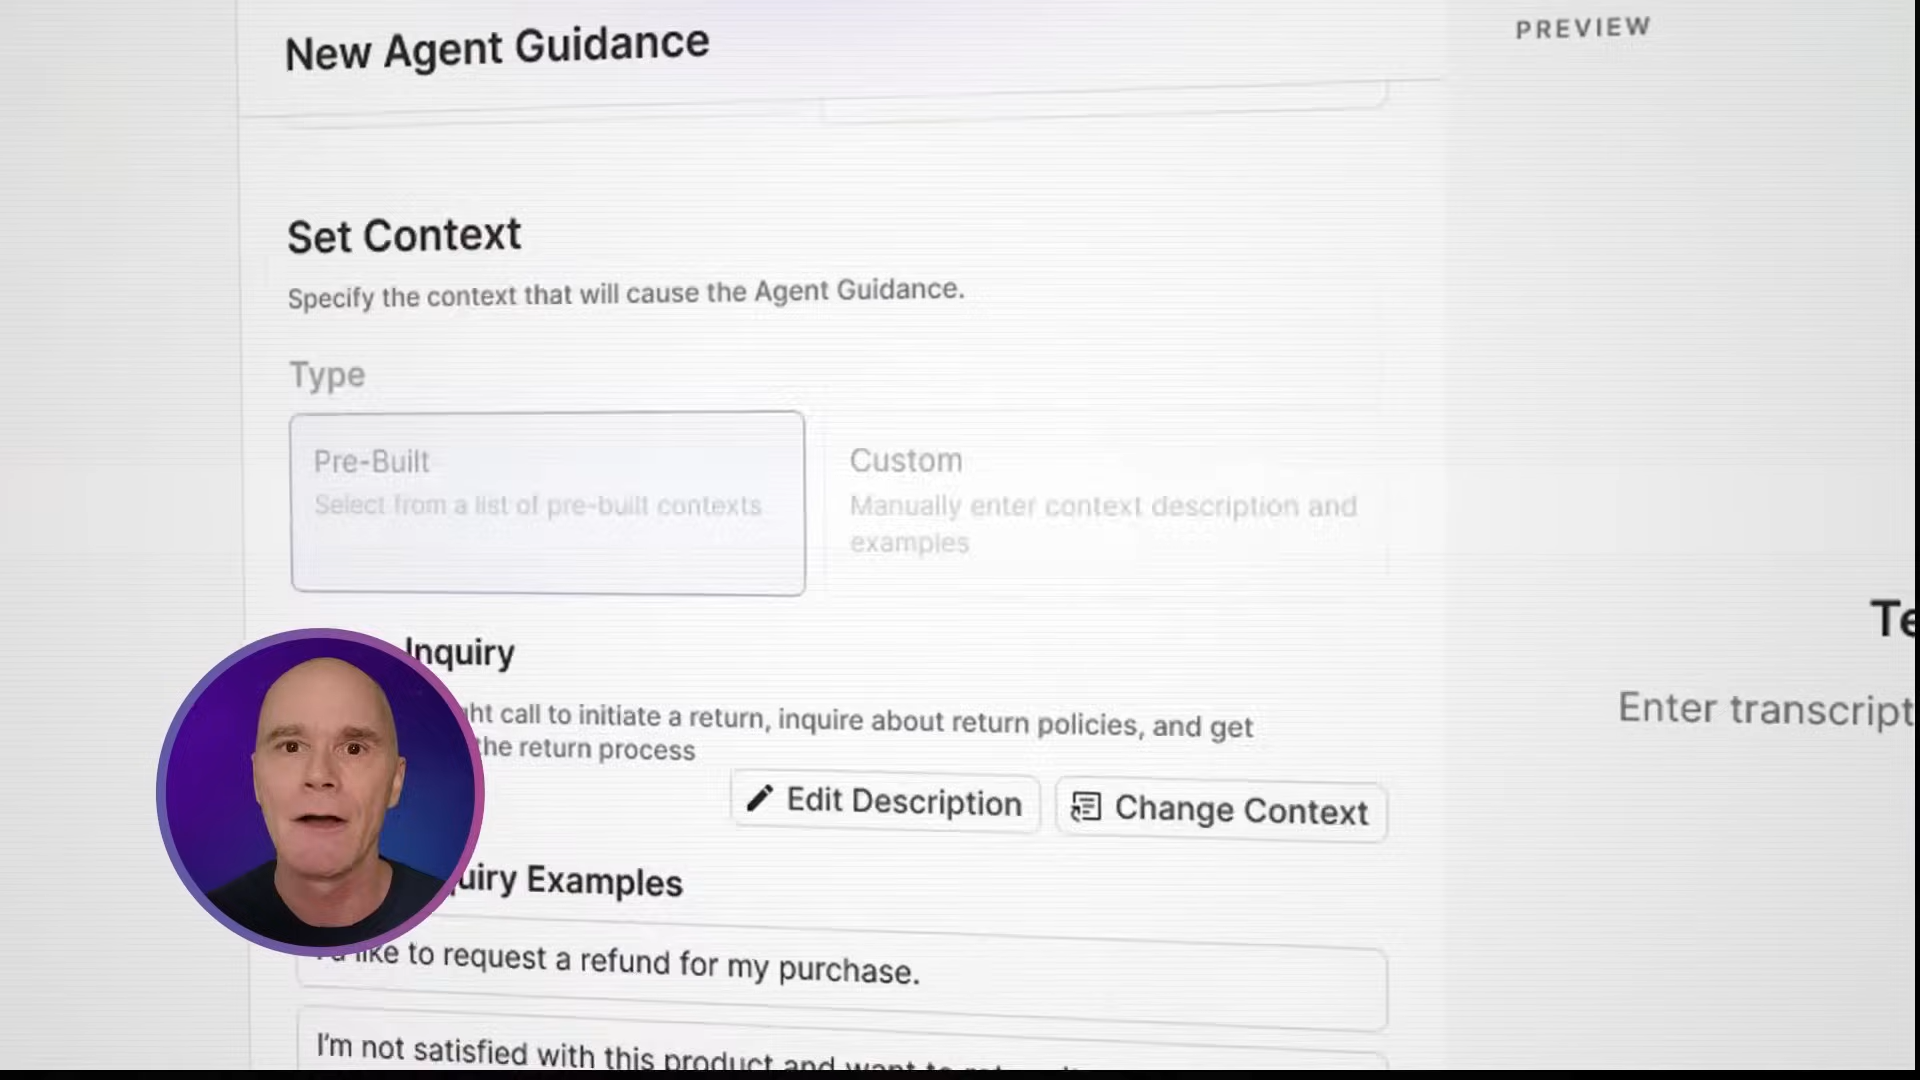 New Agent Guidance
PREVIEW
Set Context
Specify the context that will cause the Agent Guidance.
Type
Pre-Built
Select from a list of pre-built contexts
Custom
Manually enter context description and
examples
Inquiry
call to initiate a return, inquire about return policies, and get
the return process
Edit Description
Change Context
Examples
like to request a refund for my purchase.
I'm not satisfied with this product and want to
Enter transcript